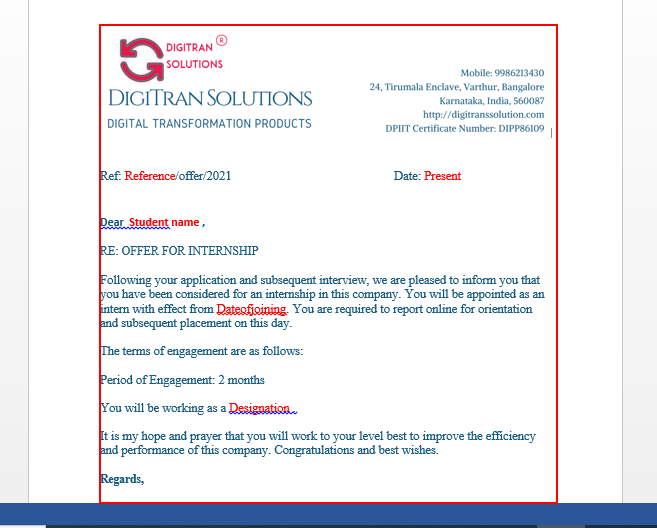 DIGITRAN ®
SOLUTIONS
DIGITRAN SOLUTIONS
DIGITAL TRANSFORMATION PRODUCTS
Mobile: 9986213430
24, Tirumala Enclave, Varthur, Bangalore
Karnataka, India, 560087
http://digitranssolution.com
DPIIT Certificate Number: DIPP86109
Ref: Reference/offer/2021 Date: Present
Dear Student name ,
RE: OFFER FOR INTERNSHIP
Following your application and subsequent interview, we are pleased to inform you that
you have been considered for an internship in this company. You will be appointed as an
intern with effect from Dateofjoining. You are required to report online for orientation
and subsequent placement on this day.
The terms of engagement are as follows:
Period of Engagement: 2 months
You will be working as a Designation .
It is my hope and prayer that you will work to your level best to improve the efficiency
and performance of this company. Congratulations and best wishes.
Regards,